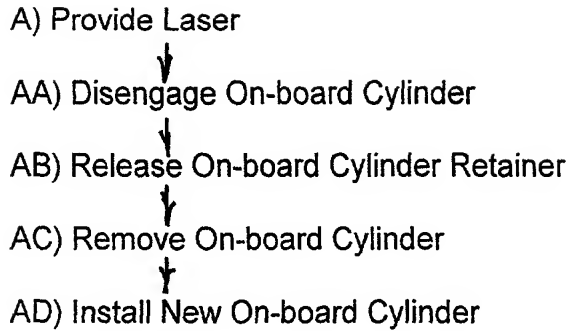 A) Provide Laser
AA) Disengage On-board Cylinder
AB) Release On-board Cylinder Retainer
AC) Remove On-board Cylinder
AD) Install New On-board Cylinder